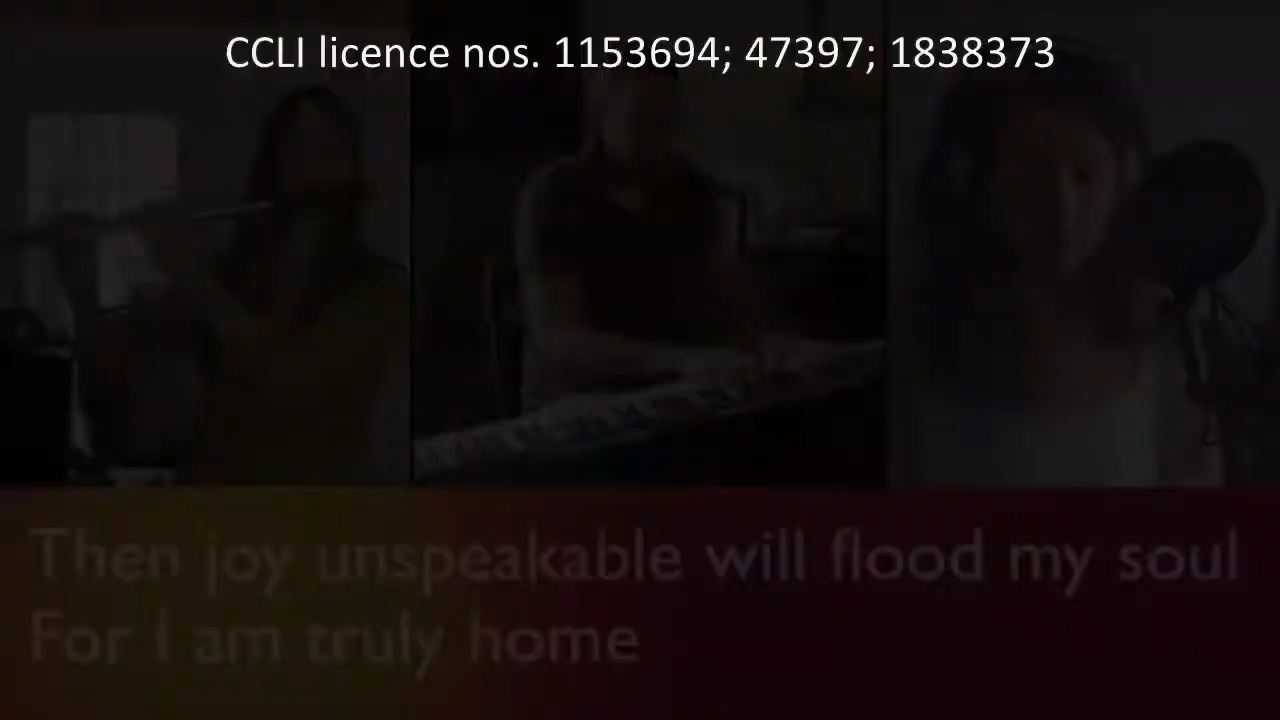 CCLI licence nos. 1153694; 47397; 1838373
Then joy unspeakable will flood my soul
For I am truly home